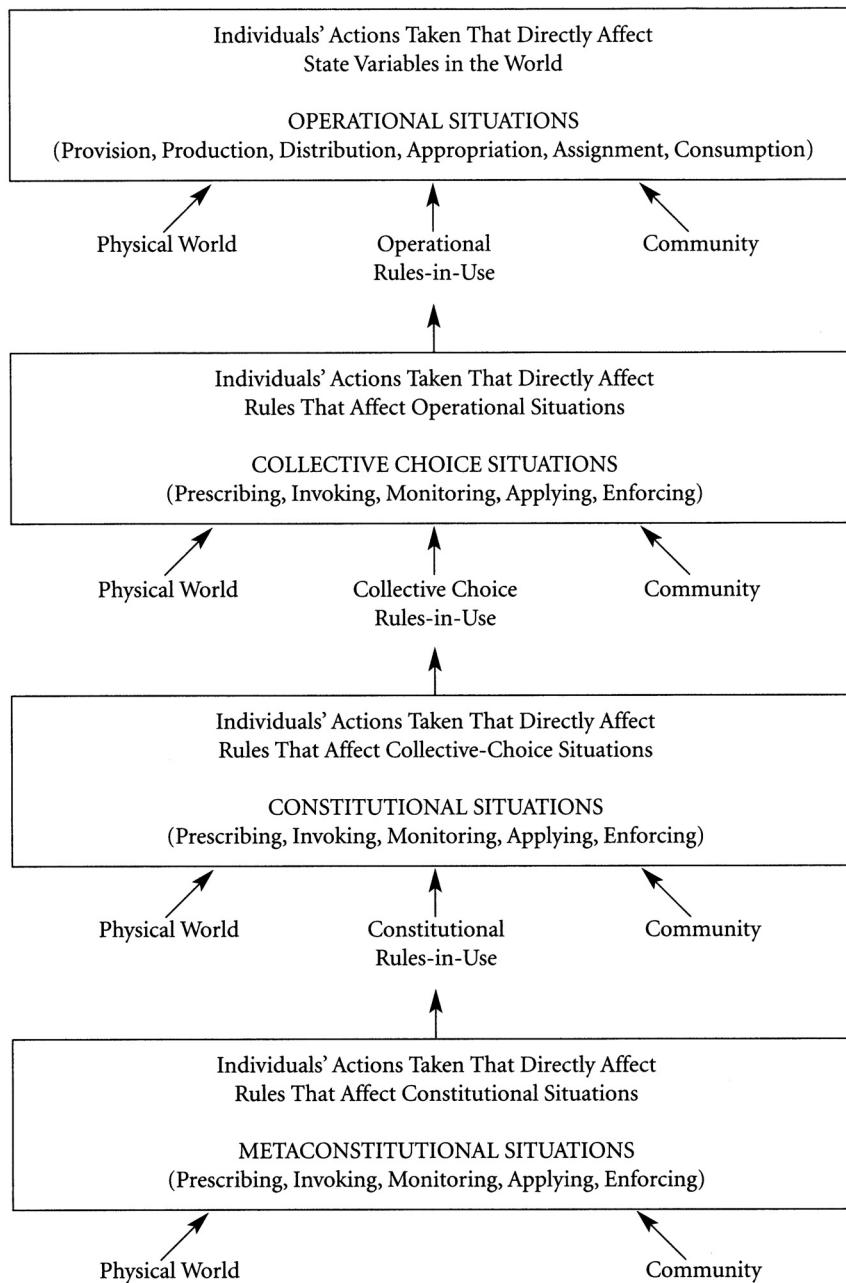 Individuals’ Actions Taken That Directly Affect
State Variables in the World
OPERATIONAL SITUATIONS
(Provision, Production, Distribution, Appropriation, Assignment, Consumption)
Physical World
Operational
Rules-in-Use
Community
Individuals’ Actions Taken That Directly Affect
Rules That Affect Operational Situations
COLLECTIVE CHOICE SITUATIONS
(Prescribing, Invoking, Monitoring, Applying, Enforcing)
Physical World
Collective Choice
Rules-in-Use
Community
Individuals’ Actions Taken That Directly Affect
Rules That Affect Collective-Choice Situations
CONSTITUTIONAL SITUATIONS
(Prescribing, Invoking, Monitoring, Applying, Enforcing)
Physical World
Constitutional
Rules-in-Use
Community
Individuals’ Actions Taken That Directly Affect
Rules That Affect Constitutional Situations
METACONSTITUTIONAL SITUATIONS
(Prescribing, Invoking, Monitoring, Applying, Enforcing)
Physical World
Community